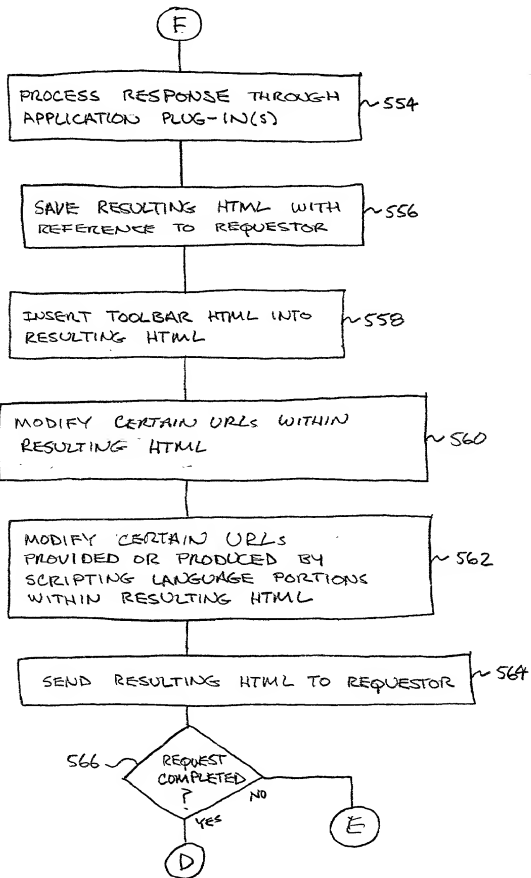 F
PROCESS RESPONSE THROUGH
APPLICATION PLUG-IN(S)
554
SAVE RESULTING HTML WITH
REFERENCE TO REQUESTOR
556
INSERT TOOLBAR HTML INTO
RESULTING HTML
558
MODIFY CERTAIN URLs WITHIN
RESULTING HTML
560
MODIFY CERTAIN URLs
PROVIDED OR PRODUCED BY
SCRIPTING LANGUAGE PORTIONS
WITHIN RESULTING HTML
562
SEND RESULTING HTML TO REQUESTOR
564
566
REQUEST
COMPLETED
?
NO
YES
E
D